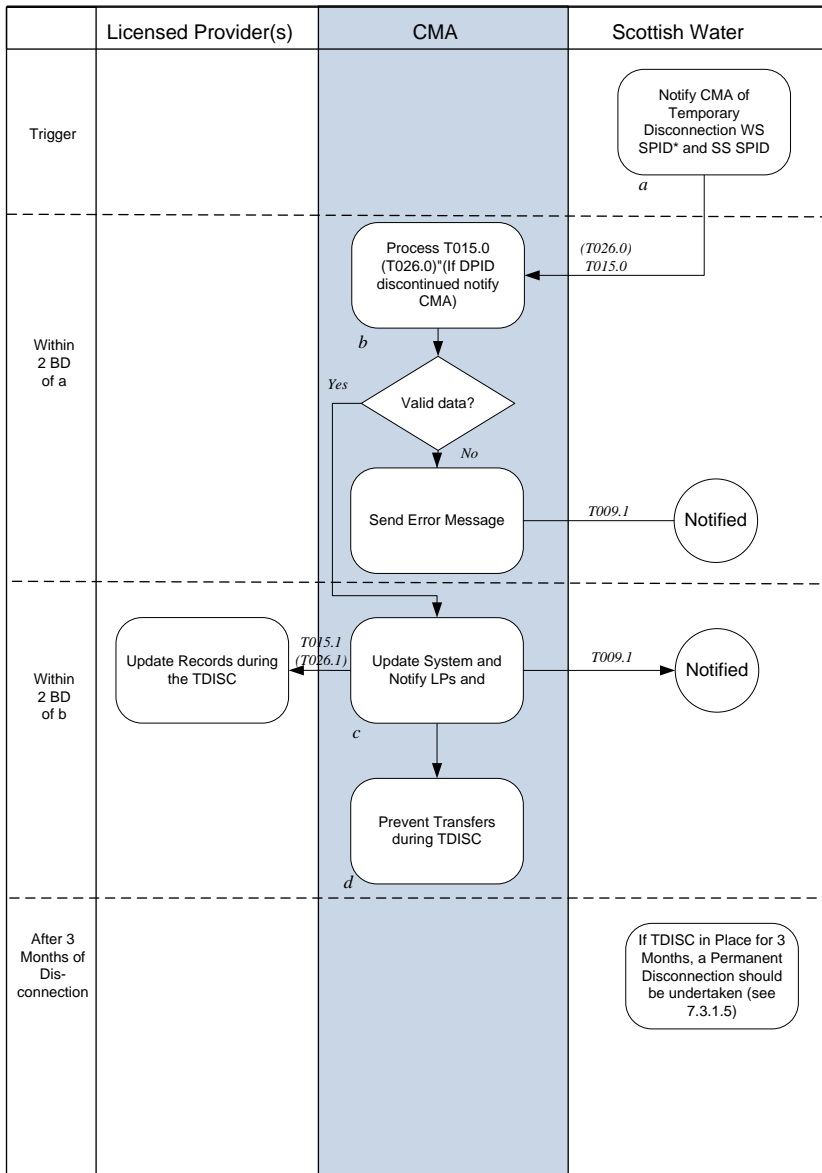 Licensed Provider(s)
CMA
Scottish Water
Trigger
Notify CMA of
Temporary
Disconnection WS
SPID* and SS SPID
a
Within
2 BD
of a
Process T015.0
(T026.0)"(If DPID
discontinued notify
CMA)
b
(T026.0)
T015.0
Yes
Valid data?
No
Send Error Message
T009.1
Notified
Within
2 BD
of b
Update Records during
the TDISC
T015.1
(T026.1)
Update System and
Notify LPs and
c
T009.1
Notified
Prevent Transfers
during TDISC
d
After 3
Months of
Dis-
connection
If TDISC in Place for 3
Months, a Permanent
Disconnection should
be undertaken (see
7.3.1.5)